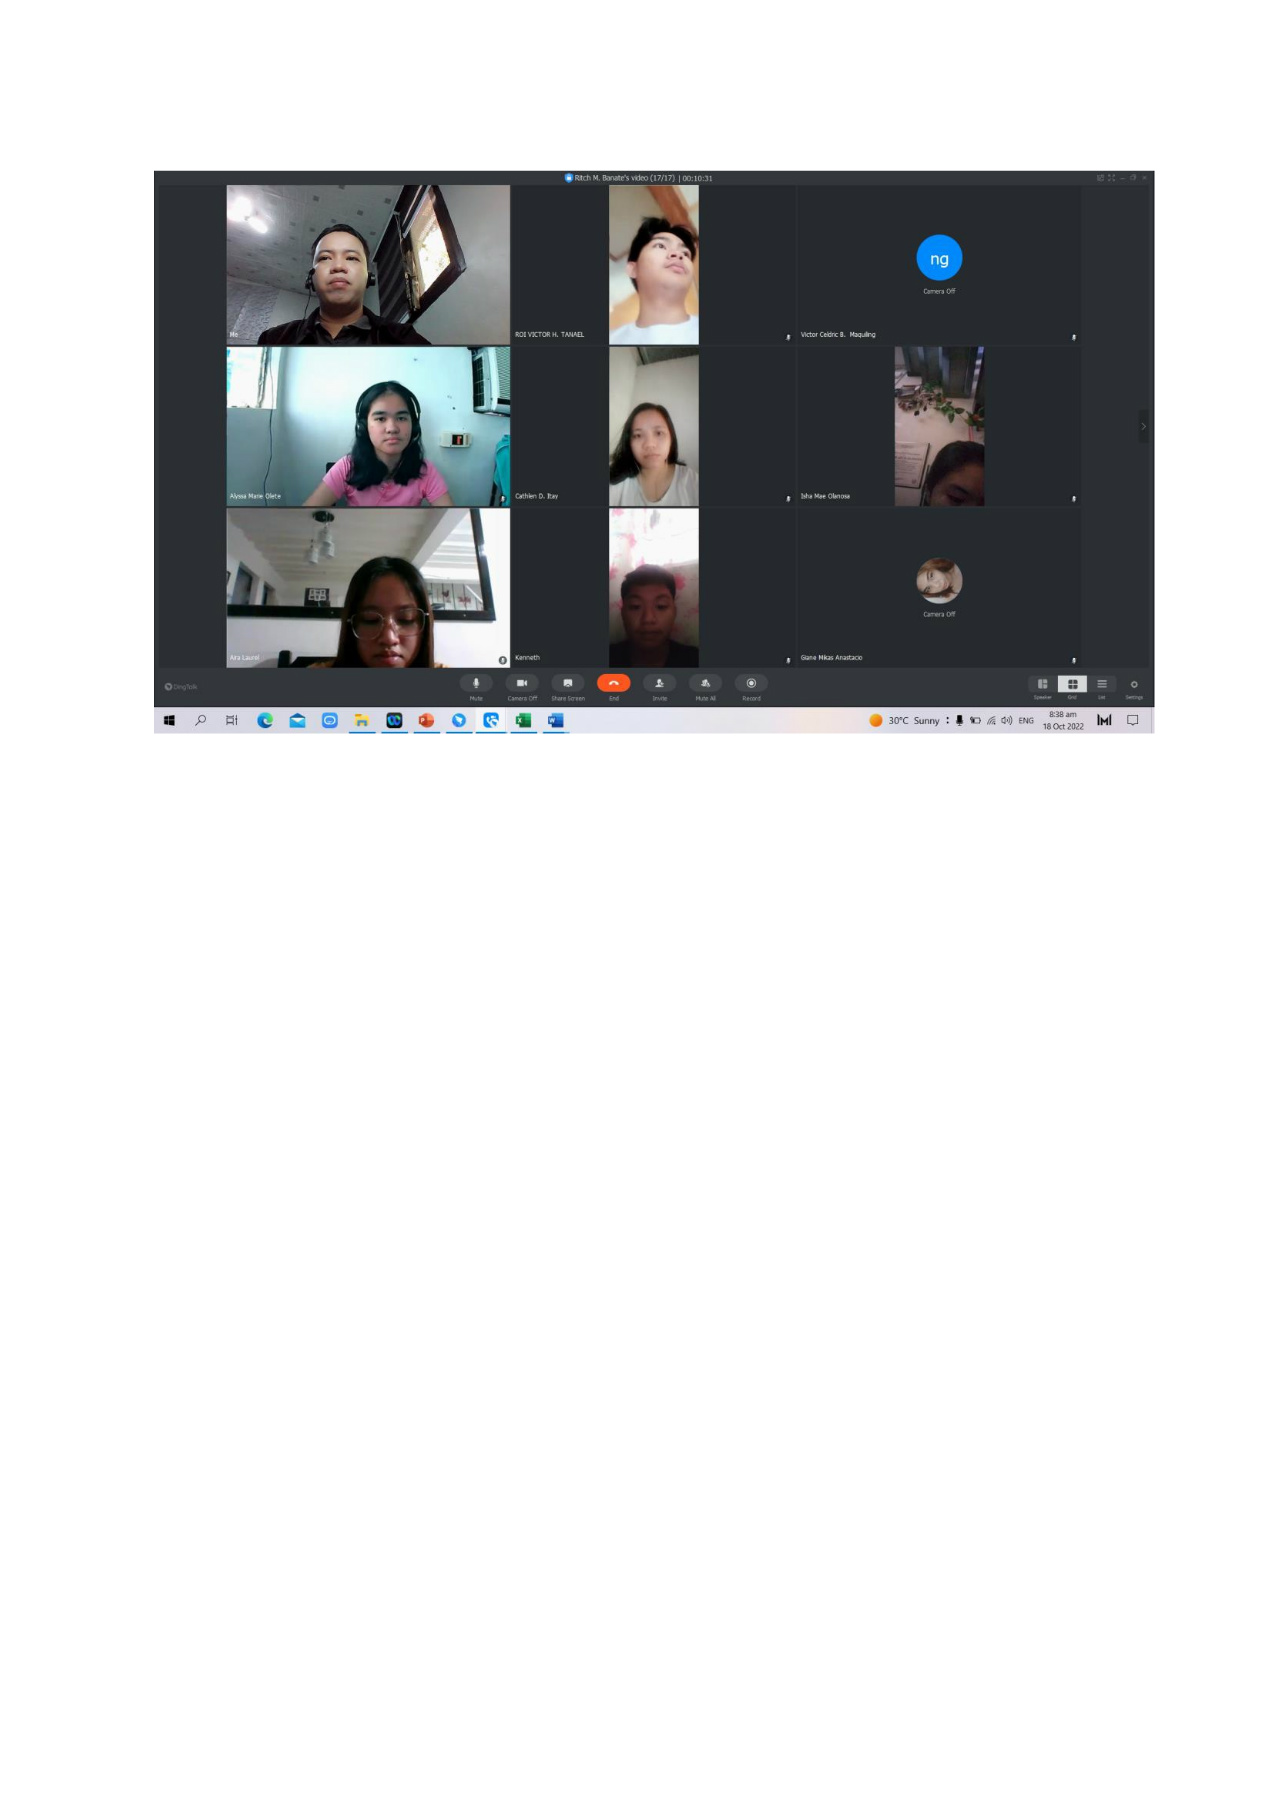 Ritch M. Banate's video (17/17) | 00:10:31
Me
ROI VICTOR H. TANAEL
ng
Camera Off
Victor Celdric B. Maquiling
Alyssa Marie Olete
Cathlen D. Itay
Isha Mae Olanosa
Aira Laurel
Kenneth
Camera Off
Giane Mikas Anastacio
DingTalk
Mute
Camera Off
Share Screen
End
Invite
Mute All
Record
Speaker
Grid
List
Settings
30°C Sunny
ENG
8:38 am
18 Oct 2022